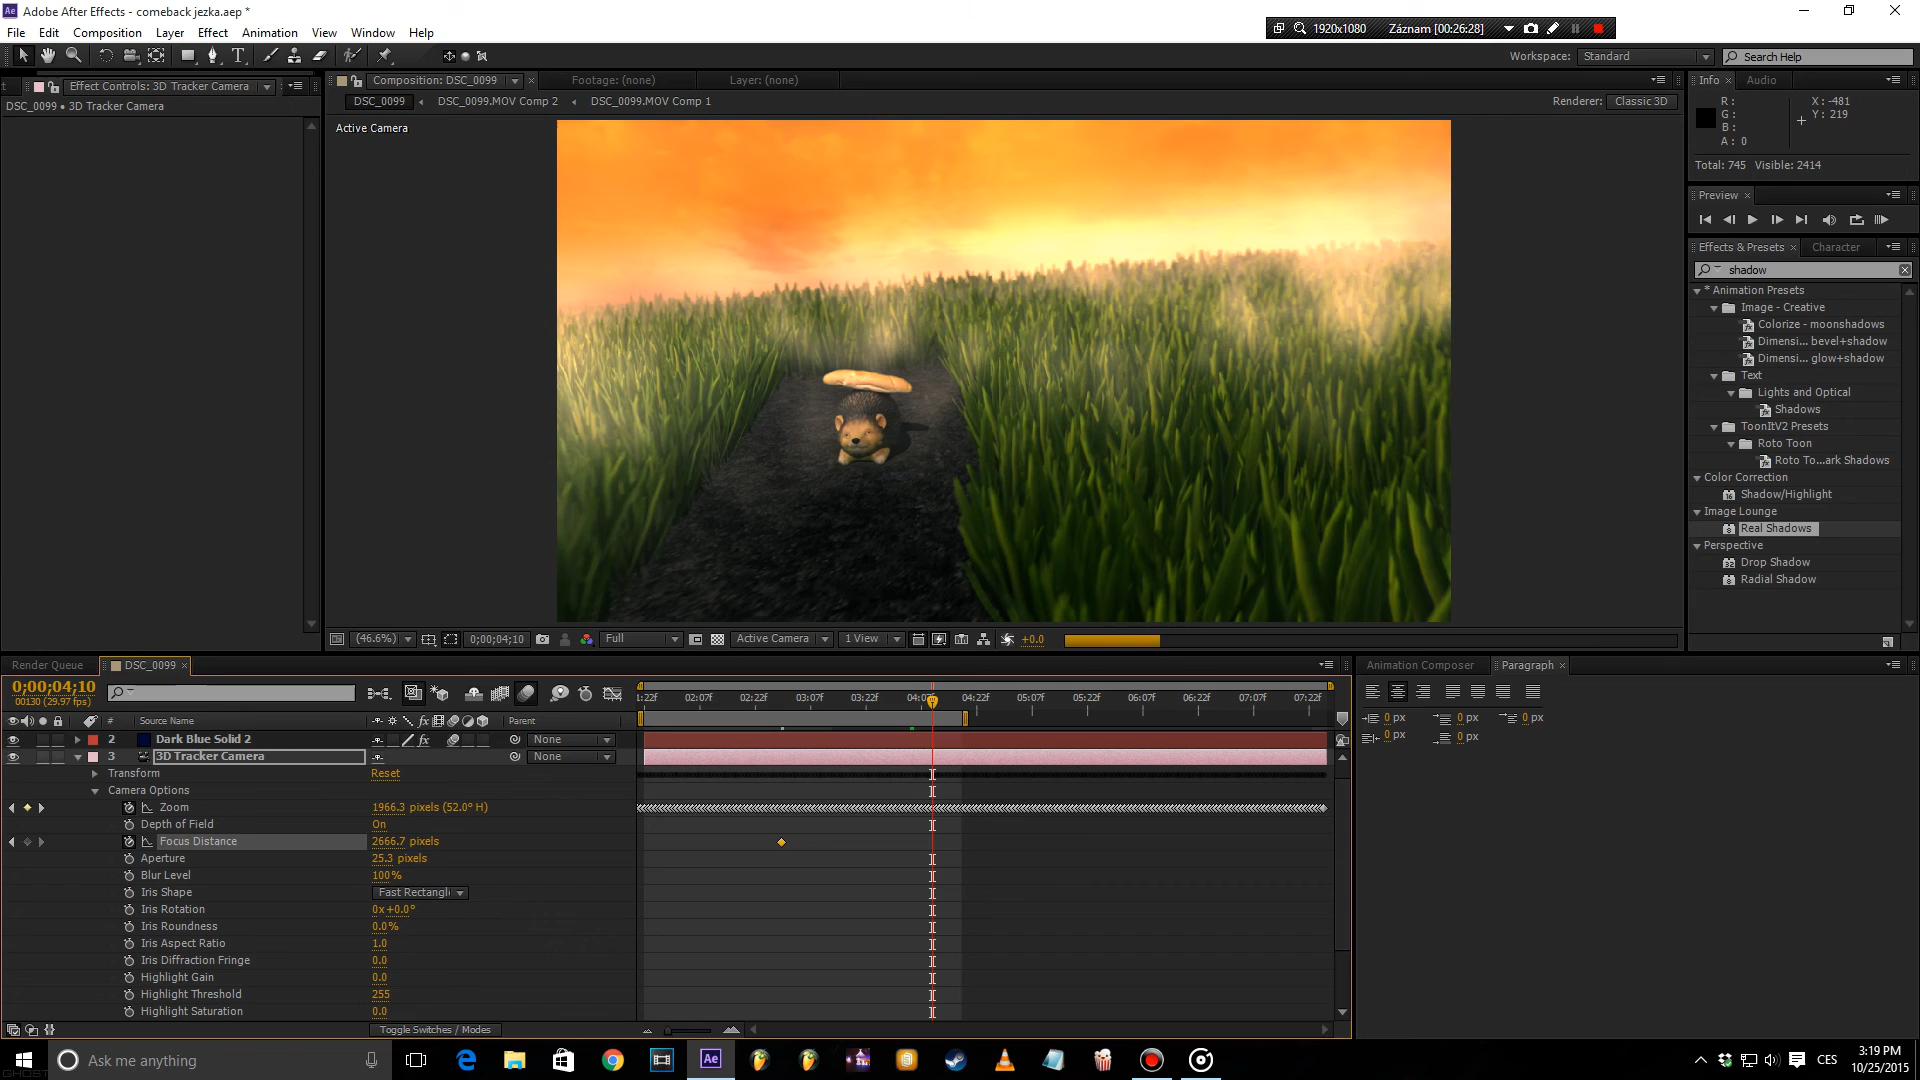 Adobe After Effects - comeback jezka.aep *
File Edit Composition Layer Effect Animation View Window Help
1920x1080 Záznam [00:26:28]
Workspace: Standard Search Help
Effect Controls: 3D Tracker Camera
DSC_0099 • 3D Tracker Camera
Composition: DSC_0099 Footage: (none) Layer: (none)
DSC_0099 DSC_0099.MOV Comp 2 DSC_0099.MOV Comp 1
Renderer: Classic 3D
Active Camera
Info Audio
R:
G:
B:
A: 0
X: -481
Y: 219
Total: 745 Visible: 2414
Preview
Effects & Presets Character
shadow
* Animation Presets
Image - Creative
Colorize - moonshadows
Dimensi... bevel+shadow
Dimensi... glow+shadow
Text
Lights and Optical
Shadows
ToonItV2 Presets
Roto Toon
Roto To...ark Shadows
Color Correction
Shadow/Highlight
Image Lounge
Real Shadows
Perspective
Drop Shadow
Radial Shadow
(46.6%) 0;00;04;10 Full Active Camera 1 View +0.0
Render Queue DSC_0099
0;00;04;10
00130 (29.97 fps)
1:22f 02:07f 02:22f 03:07f 03:22f 04:07f 04:22f 05:07f 05:22f 06:07f 06:22f 07:07f 07:22f
# Source Name Parent
2 Dark Blue Solid 2 None
3 3D Tracker Camera None
Transform Reset
Camera Options
Zoom 1966.3 pixels (52.0° H)
Depth of Field On
Focus Distance 2666.7 pixels
Aperture 25.3 pixels
Blur Level 100%
Iris Shape Fast Rectangl
Iris Rotation 0x+0.0°
Iris Roundness 0.0%
Iris Aspect Ratio 1.0
Iris Diffraction Fringe 0.0
Highlight Gain 0.0
Highlight Threshold 255
Highlight Saturation 0.0
Toggle Switches / Modes
Animation Composer Paragraph
0 px 0 px 0 px
0 px 0 px
Ask me anything
Ae
CES
3:19 PM
10/25/2015